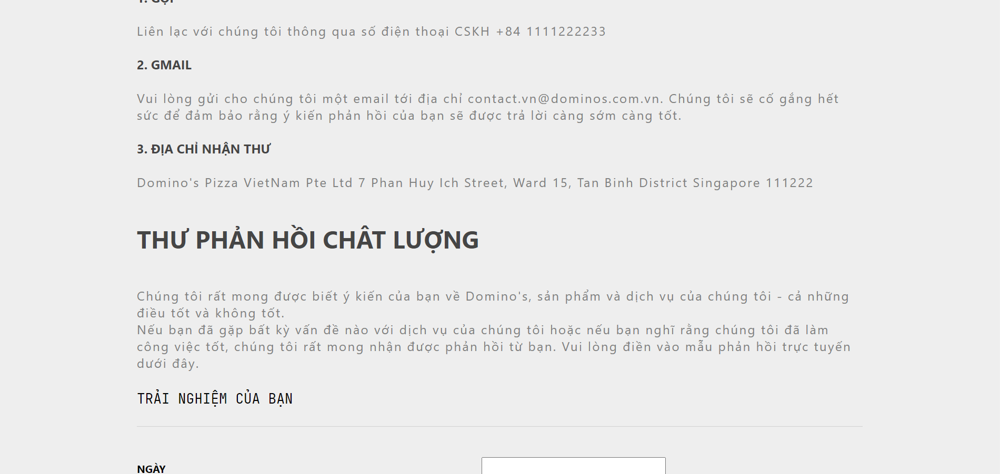 1. GỌI
Liên lạc với chúng tôi thông qua số điện thoại CSKH +84 1111222233
2. GMAIL
Vui lòng gửi cho chúng tôi một email tới địa chỉ contact.vn@dominos.com.vn. Chúng tôi sẽ cố gắng hết
sức để đảm bảo rằng ý kiến phản hồi của bạn sẽ được trả lời càng sớm càng tốt.
3. ĐỊA CHỈ NHẬN THƯ
Domino's Pizza VietNam Pte Ltd 7 Phan Huy Ich Street, Ward 15, Tan Binh District Singapore 111222
THƯ PHẢN HỒI CHÂT LƯỢNG
Chúng tôi rất mong được biết ý kiến của bạn về Domino's, sản phẩm và dịch vụ của chúng tôi - cả những
điều tốt và không tốt.
Nếu bạn đã gặp bất kỳ vấn đề nào với dịch vụ của chúng tôi hoặc nếu bạn nghĩ rằng chúng tôi đã làm
công việc tốt, chúng tôi rất mong nhận được phản hồi từ bạn. Vui lòng điền vào mẫu phản hồi trực tuyến
dưới đây.
TRẢI NGHIỆM CỦA BẠN
NGÀY